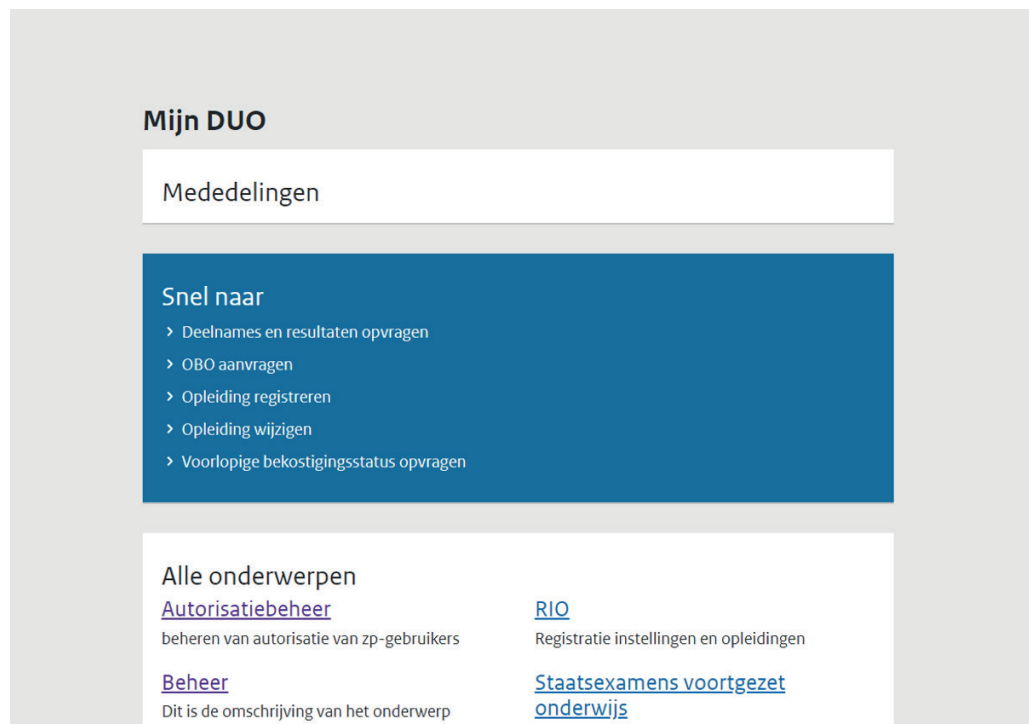 Mijn DUO
Mededelingen
Snel naar
Deelnames en resultaten opvragen
OBO aanvragen
Opleiding registreren
Opleiding wijzigen
Voorlopige bekostigingsstatus opvragen
Alle onderwerpen
Autorisatiebeheer
beheren van autorisatie van zp-gebruikers
Beheer
Dit is de omschrijving van het onderwerp
RIO
Registratie instellingen en opleidingen
Staatsexamens voortgezet
onderwijs